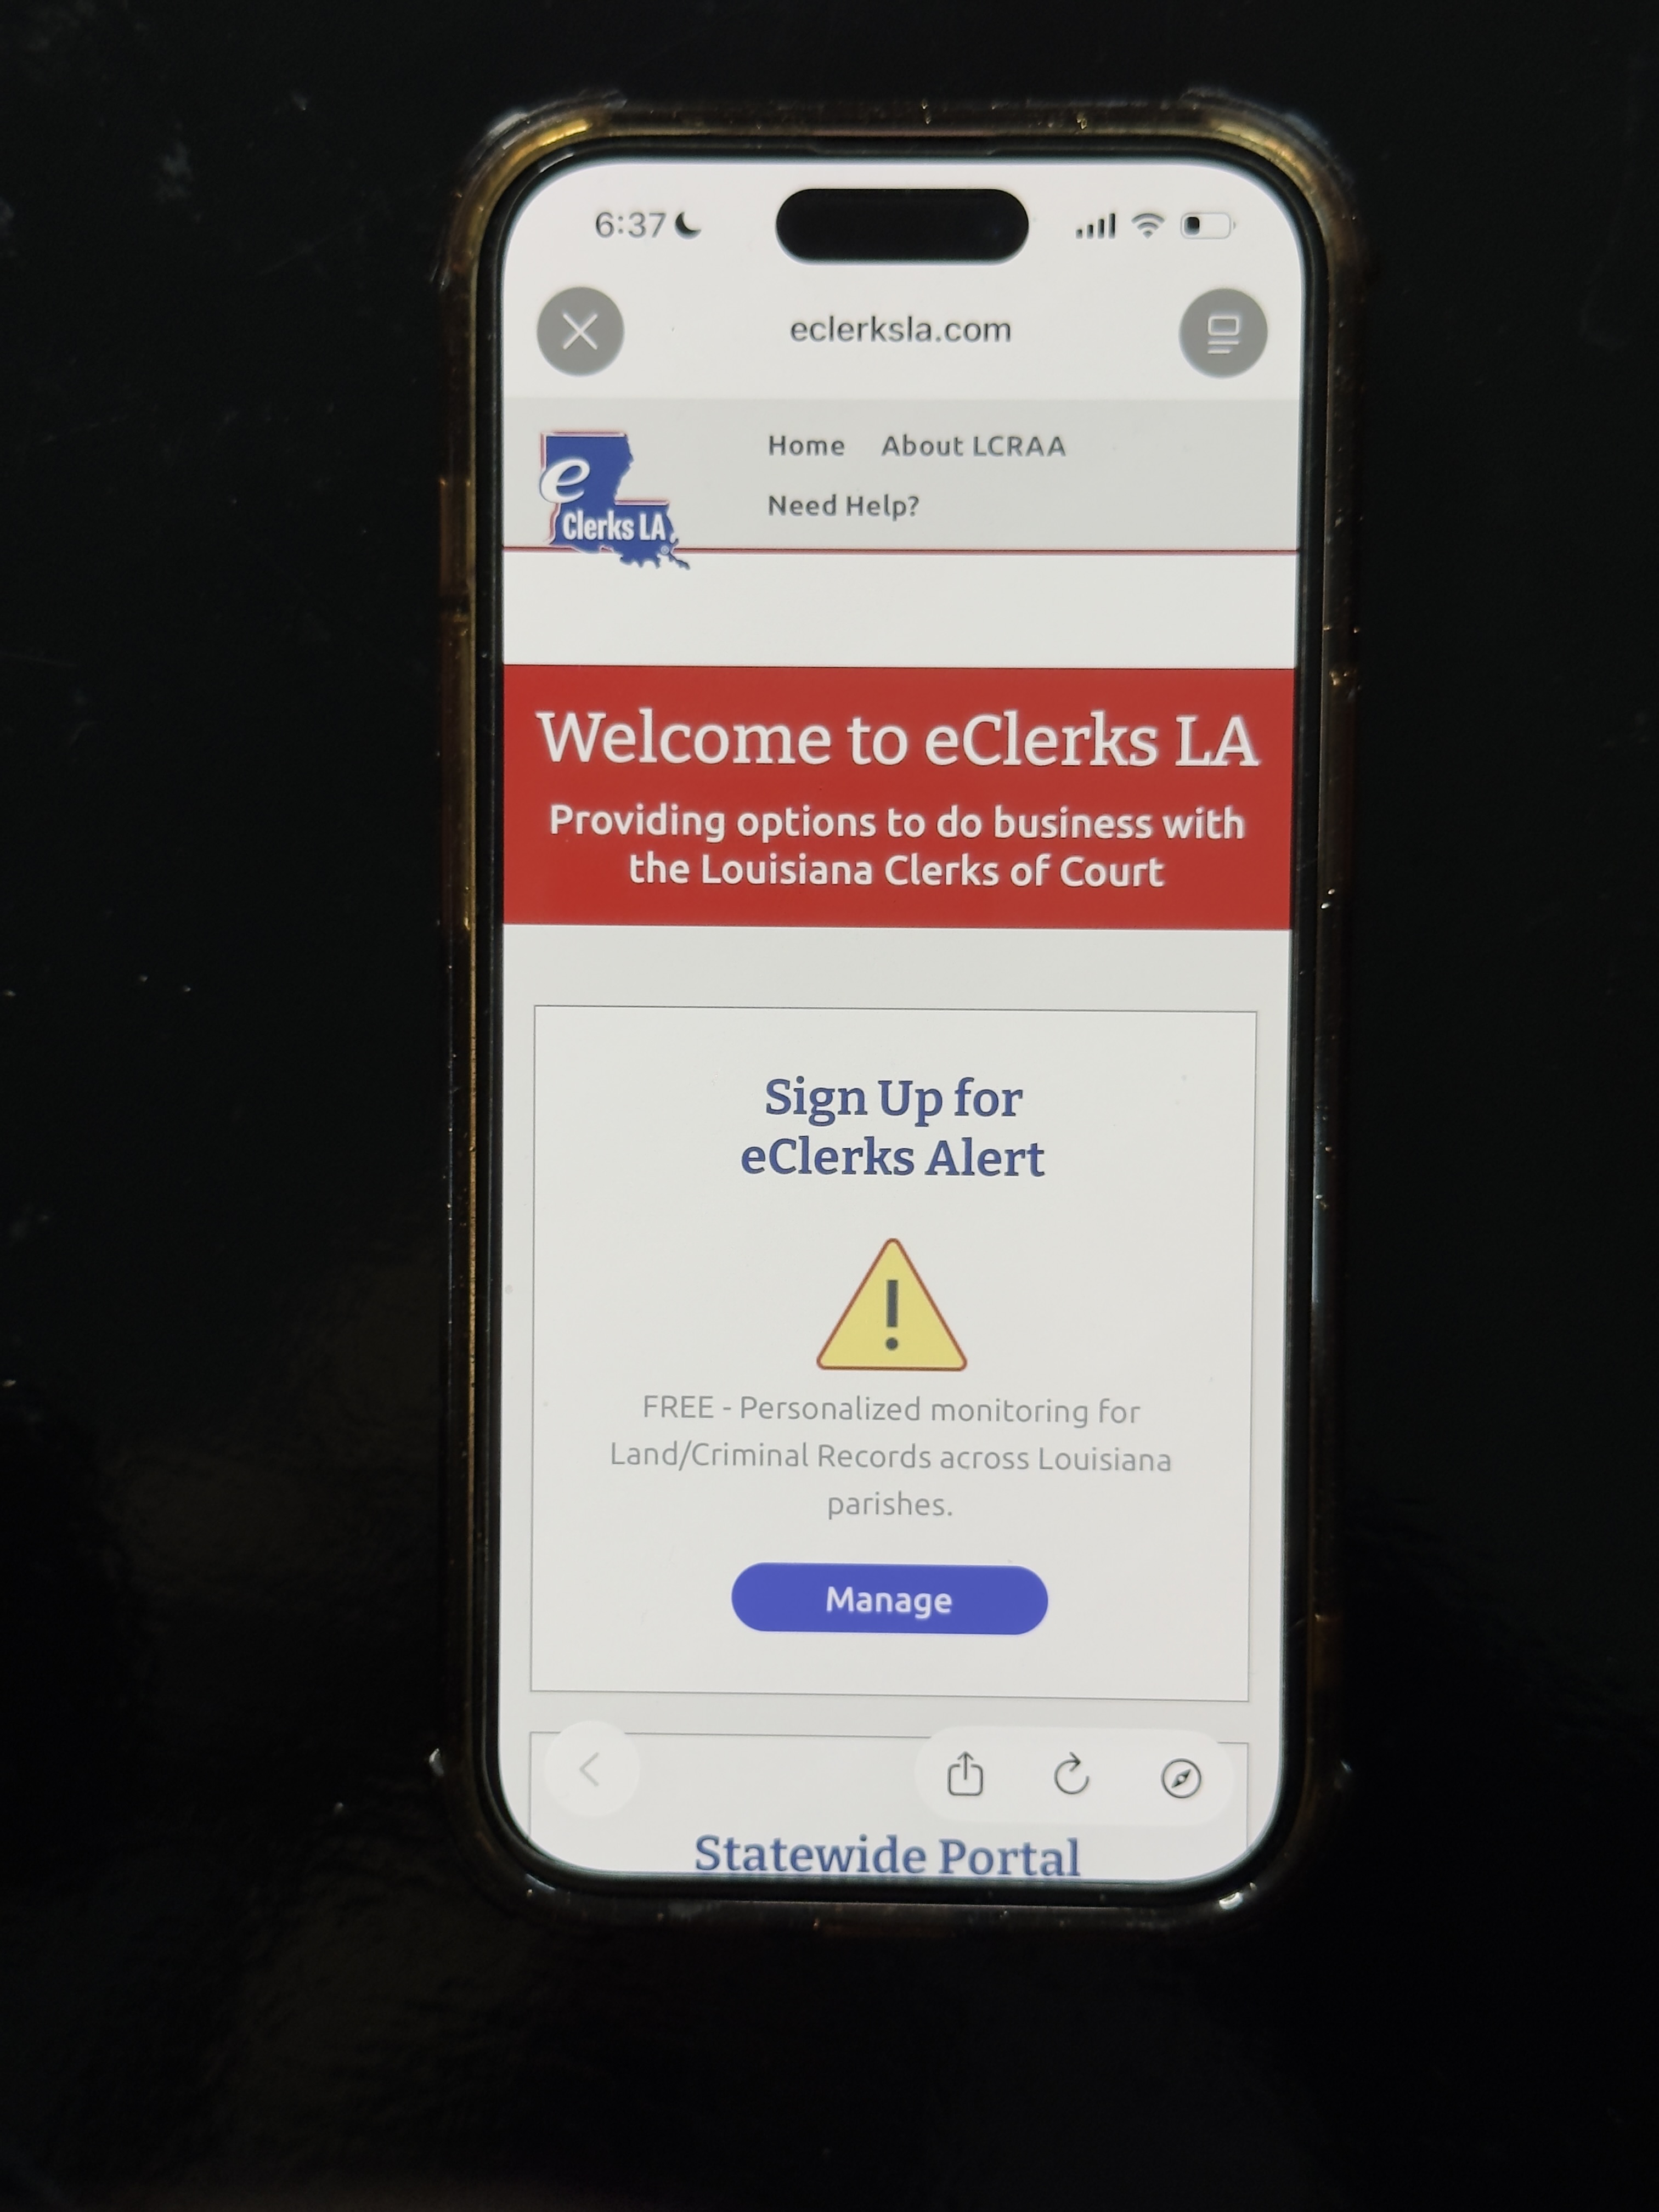 6:37
eclerksla.com
e
Clerks LA
Home About LCRAA
Need Help?
Welcome to eClerks LA
Providing options to do business with
the Louisiana Clerks of Court
Sign Up for
eClerks Alert
!
FREE - Personalized monitoring for
Land/Criminal Records across Louisiana
parishes.
Manage
Statewide Portal